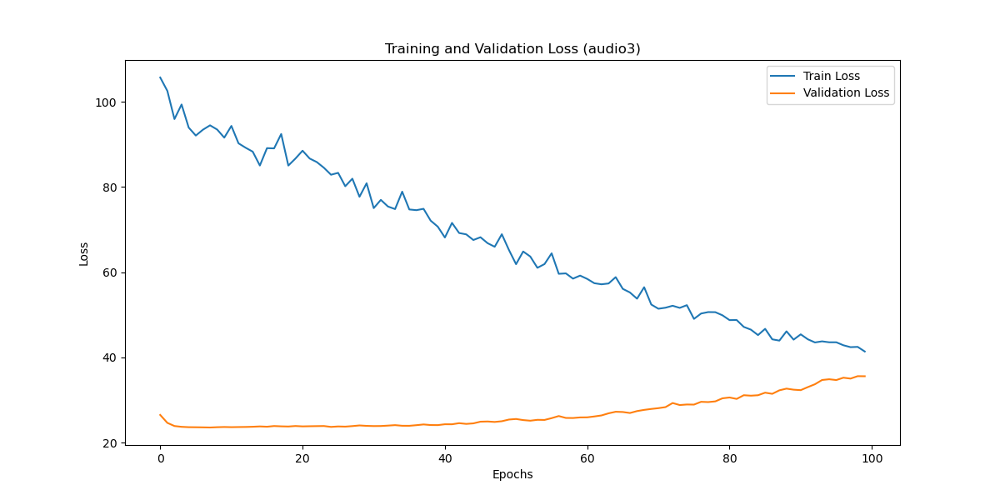 Training and Validation Loss (audio3)
Train Loss
Validation Loss
Loss
100
80
60
40
20
0
20
40
60
80
100
Epochs